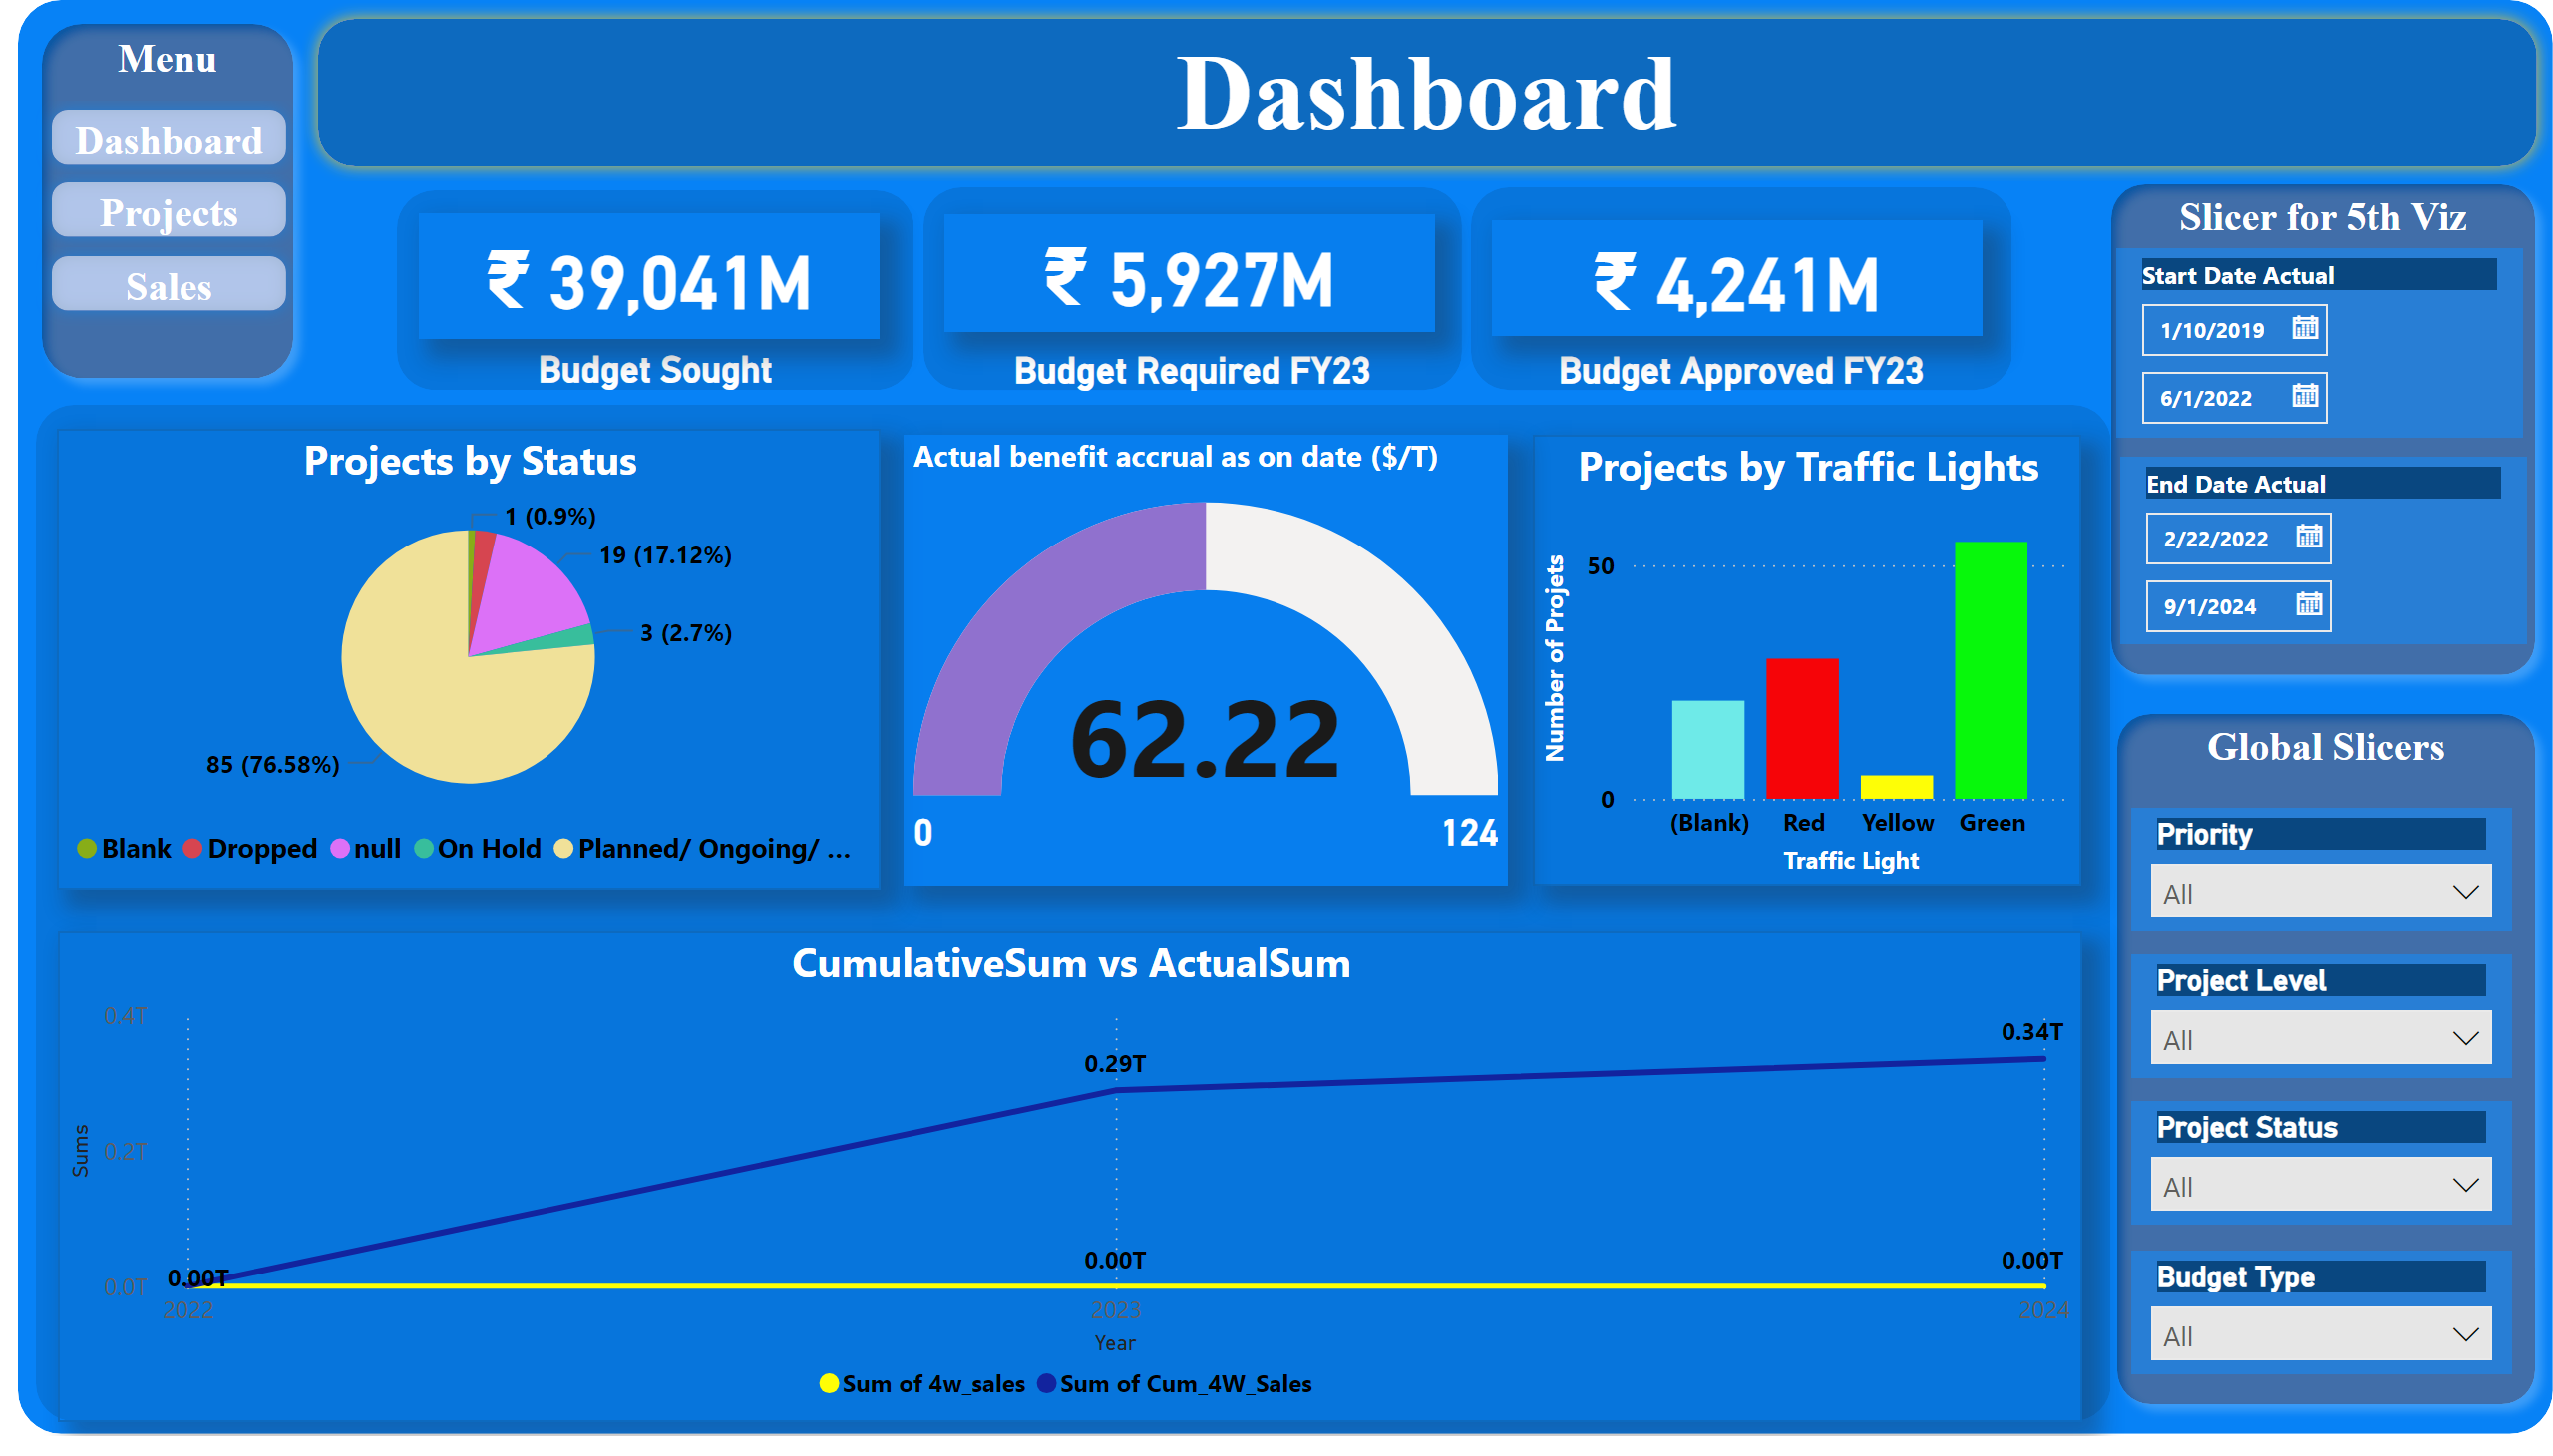 Menu
Dashboard
Projects
Sales
Dashboard
₹ 39,041M
Budget Sought
₹ 5,927M
Budget Required FY23
₹ 4,241M
Budget Approved FY23
Slicer for 5th Viz
Start Date Actual
1/10/2019
6/1/2022
End Date Actual
2/22/2022
9/1/2024
Projects by Status
1 (0.9%)
19 (17.12%)
3 (2.7%)
85 (76.58%)
Blank Dropped null On Hold Planned/ Ongoing/ ...
Actual benefit accrual as on date ($/T)
62.22
0 124
Projects by Traffic Lights
Number of Projets
50
0
(Blank) Red Yellow Green
Traffic Light
Global Slicers
Priority
All
Project Level
All
Project Status
All
Budget Type
All
CumulativeSum vs ActualSum
Sums
0.4T
0.2T
0.0T
0.34T
0.29T
0.00T
0.00T
0.00T
2022 2023 2024
Year
Sum of 4w_sales Sum of Cum_4W_Sales